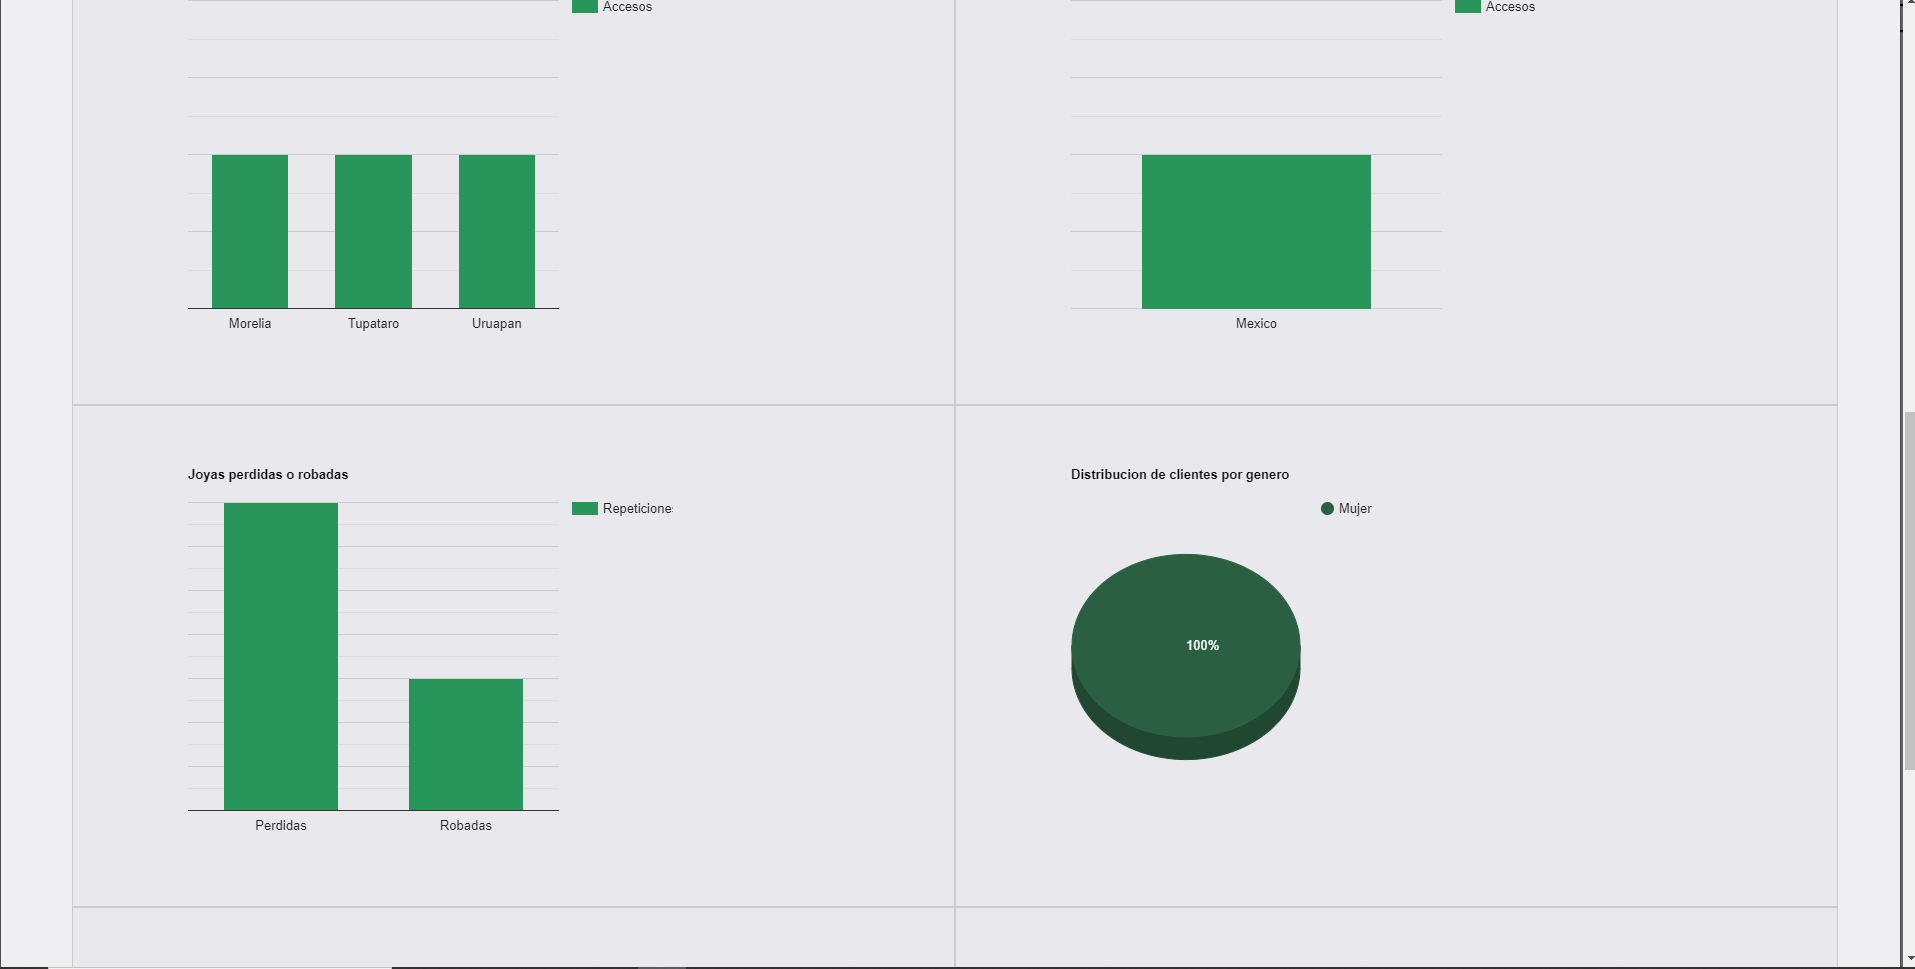 Accesos
Accesos
Morelia
Tupataro
Uruapan
Mexico
Joyas perdidas o robadas
Repeticione
Perdidas
Robadas
Distribucion de clientes por genero
Mujer
100%